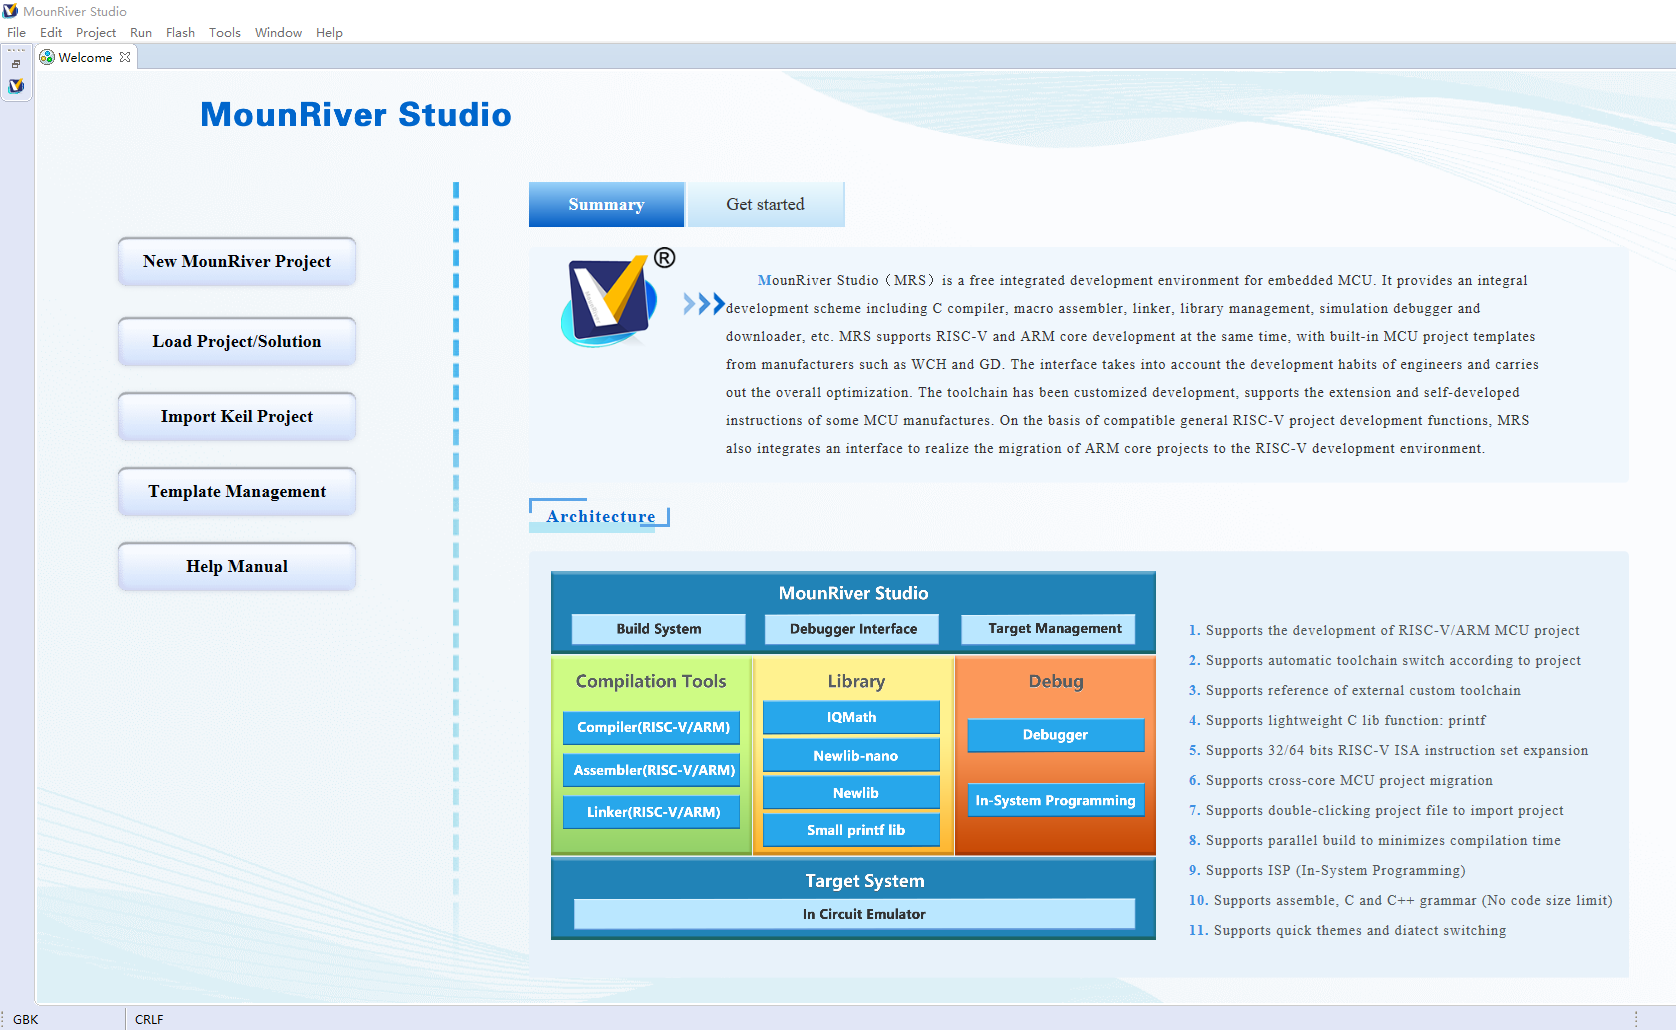 MounRiver Studio
File Edit Project Run Flash Tools Window Help
Welcome
MounRiver Studio
New MounRiver Project
Load Project/Solution
Import Keil Project
Template Management
Help Manual
Summary
Get started
®
MounRiver Studio（MRS）is a free integrated development environment for embedded MCU. It provides an integral
development scheme including C compiler, macro assembler, linker, library management, simulation debugger and
downloader, etc. MRS supports RISC-V and ARM core development at the same time, with built-in MCU project templates
from manufacturers such as WCH and GD. The interface takes into account the development habits of engineers and carries
out the overall optimization. The toolchain has been customized development, supports the extension and self-developed
instructions of some MCU manufactures. On the basis of compatible general RISC-V project development functions, MRS
also integrates an interface to realize the migration of ARM core projects to the RISC-V development environment.
Architecture
MounRiver Studio
Build System
Debugger Interface
Target Management
Compilation Tools
Compiler(RISC-V/ARM)
Assembler(RISC-V/ARM)
Linker(RISC-V/ARM)
Library
IQMath
Newlib-nano
Newlib
Small printf lib
Debug
Debugger
In-System Programming
Target System
In Circuit Emulator
1. Supports the development of RISC-V/ARM MCU project
2. Supports automatic toolchain switch according to project
3. Supports reference of external custom toolchain
4. Supports lightweight C lib function: printf
5. Supports 32/64 bits RISC-V ISA instruction set expansion
6. Supports cross-core MCU project migration
7. Supports double-clicking project file to import project
8. Supports parallel build to minimizes compilation time
9. Supports ISP (In-System Programming)
10. Supports assemble, C and C++ grammar (No code size limit)
11. Supports quick themes and diatect switching
GBK
CRLF